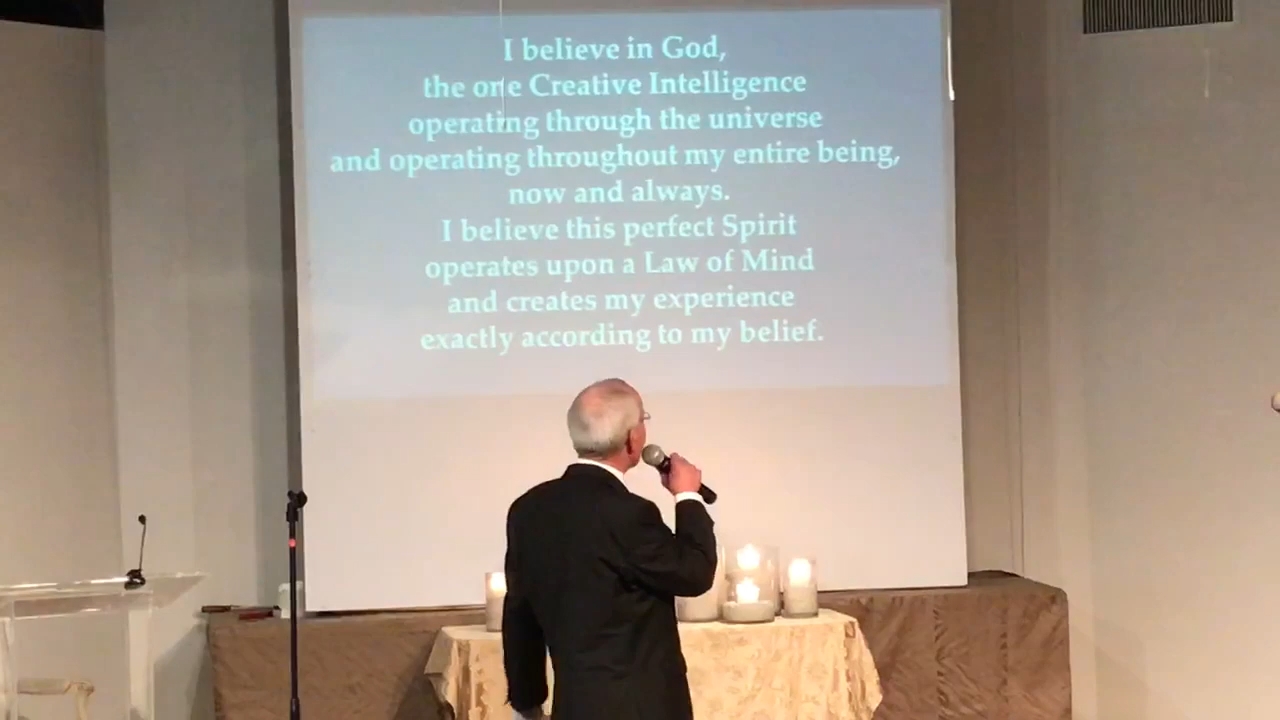 I believe in God,
the one Creative Intelligence
operating through the universe
and operating throughout my entire being,
now and always.
I believe this perfect Spirit
operates upon a Law of Mind
and creates my experience
exactly according to my belief.